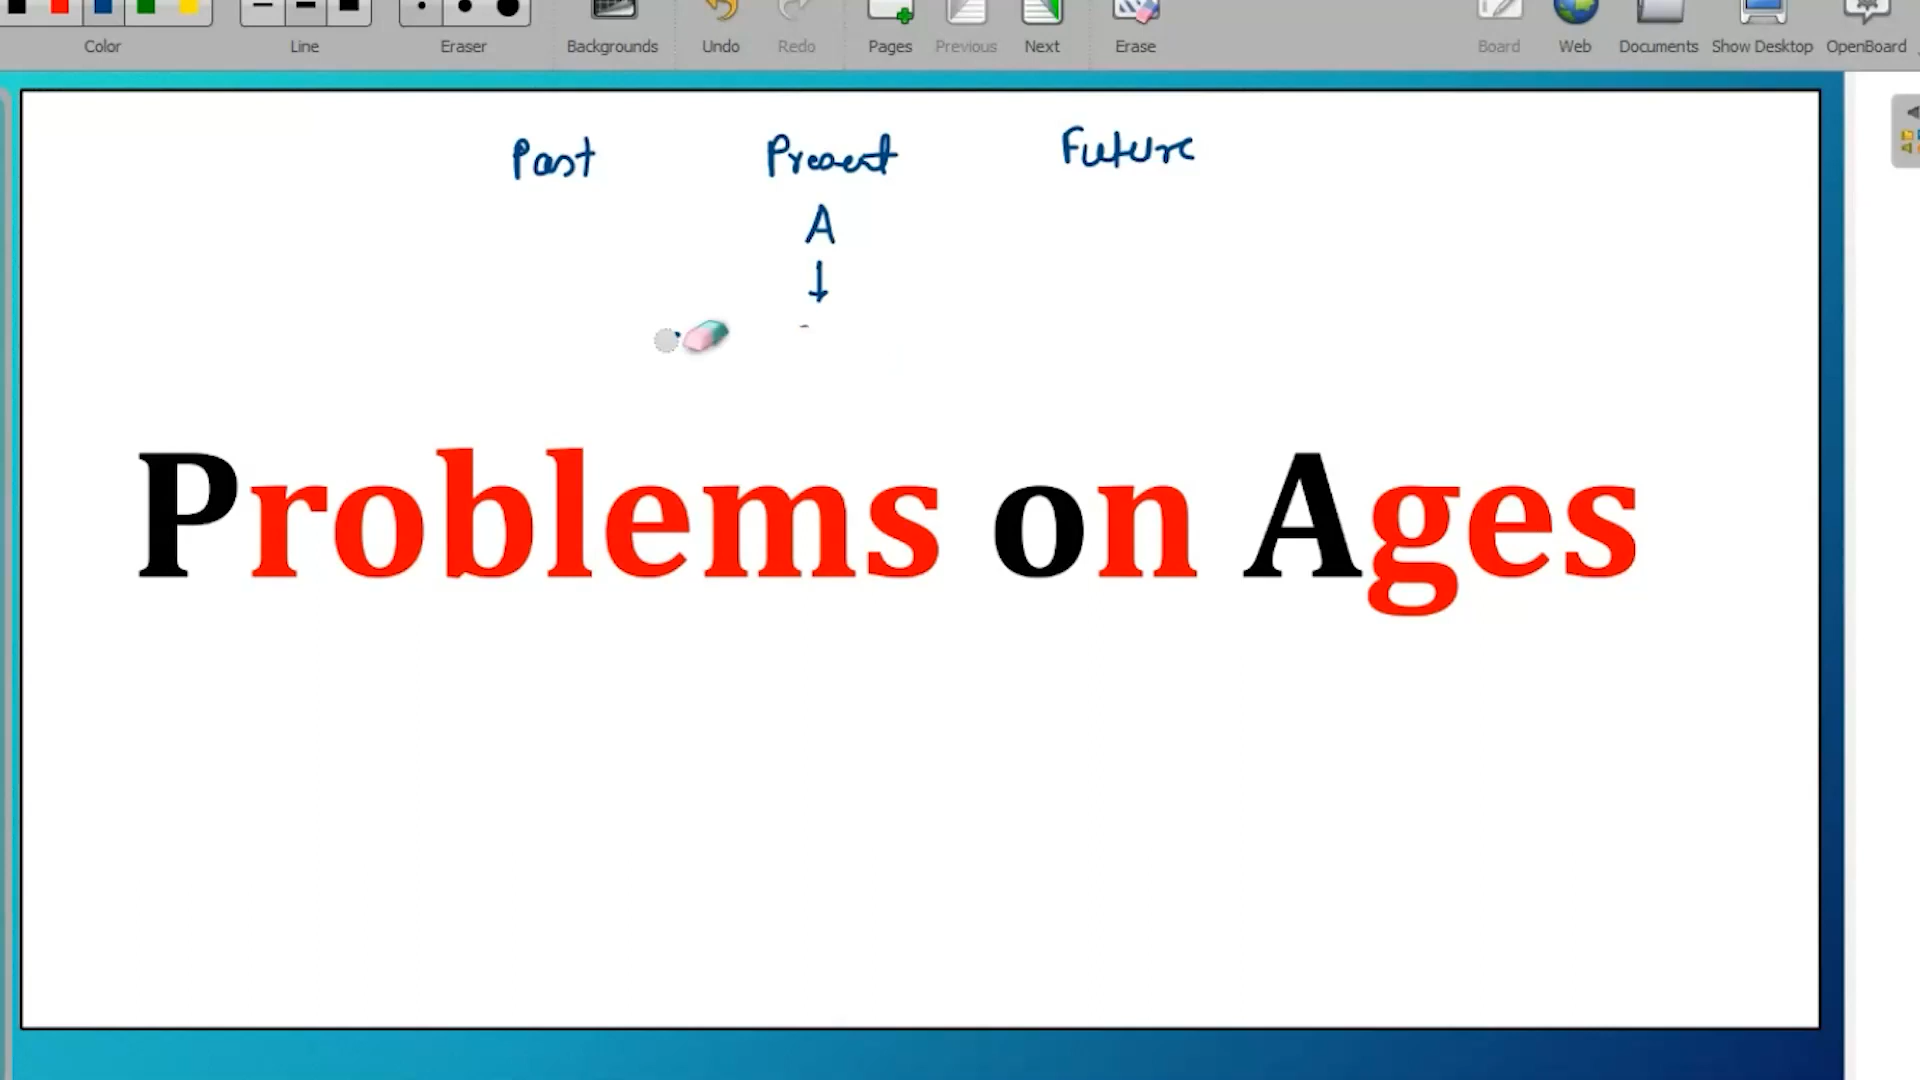 Color Line Eraser Backgrounds Undo Redo Pages Previous Next Erase Board Web Documents Show Desktop OpenBoard
Past Present Future
A
Problems on Ages